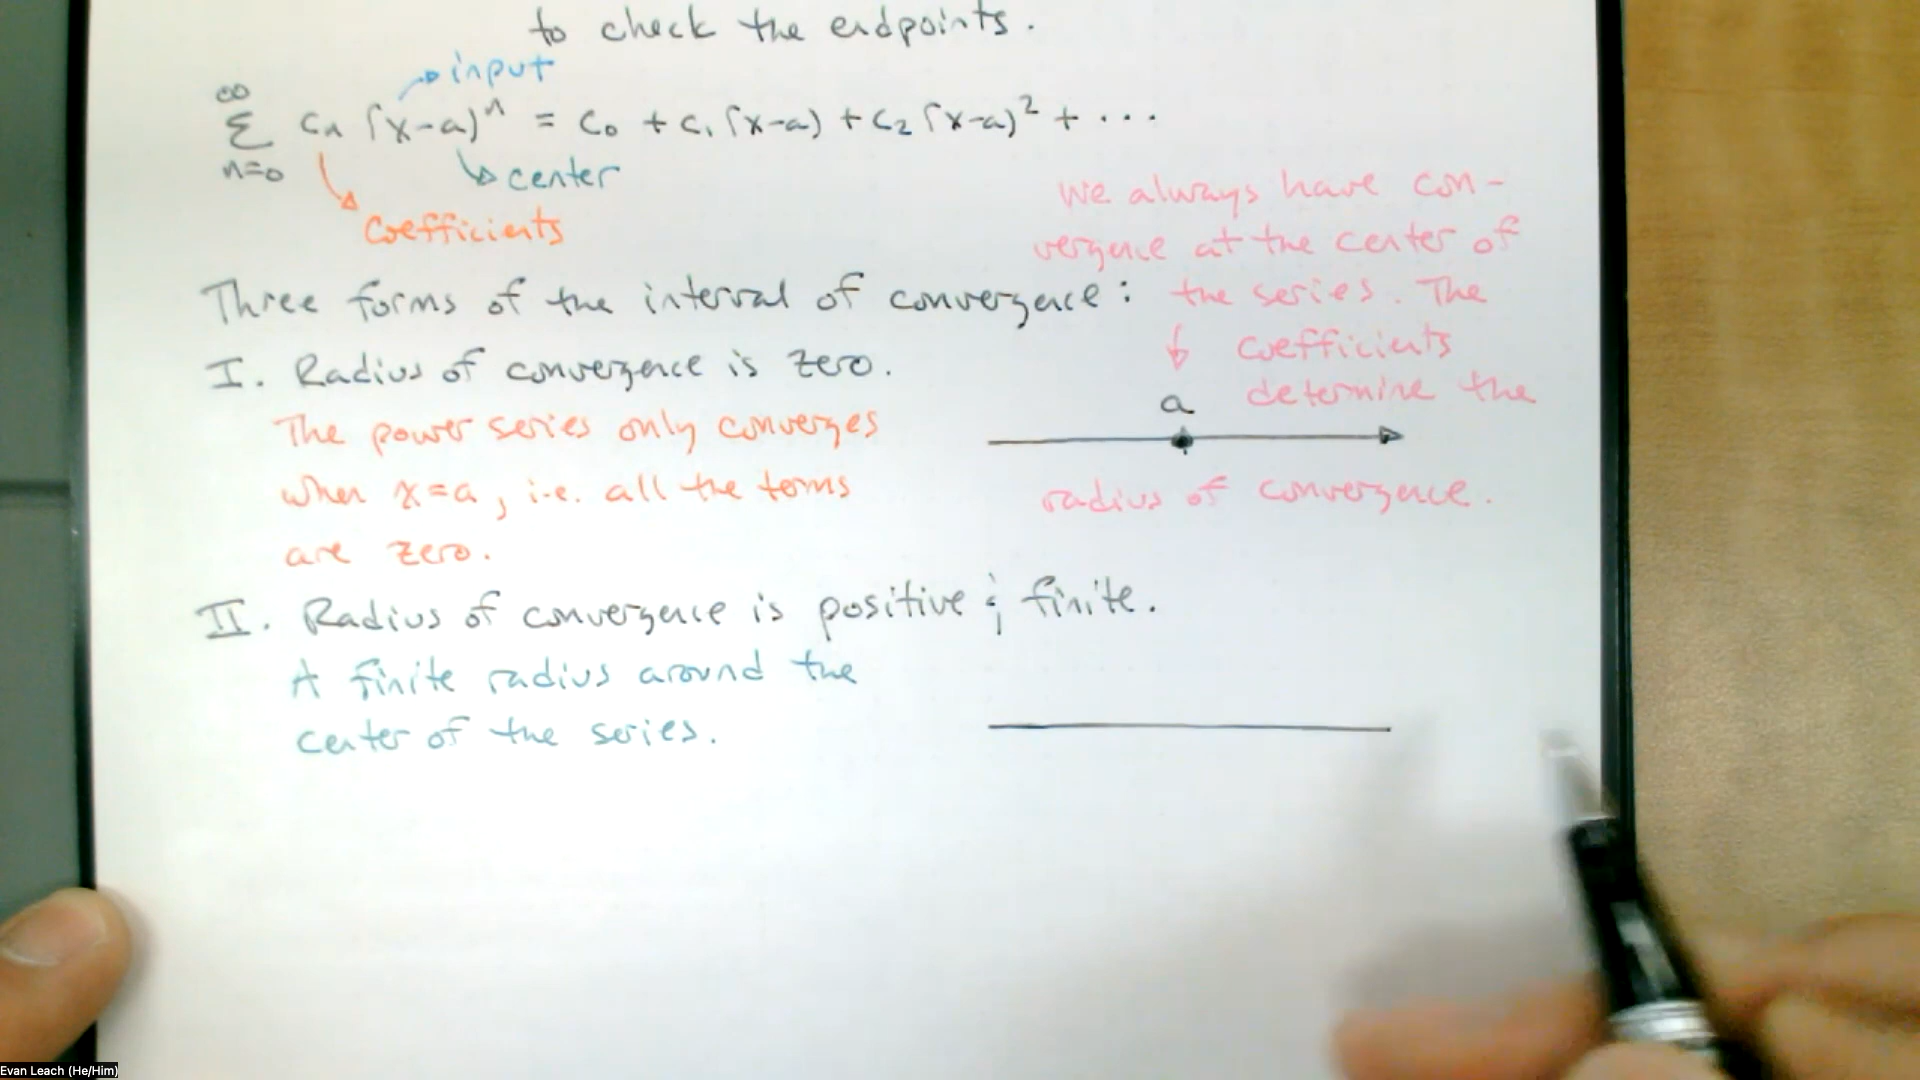 to check the endpoints.
input
∞
Σ cn (x-a)^n = c0 + c1(x-a) + c2(x-a)^2 + ···
n=0
center
coefficients
We always have con-
vergence at the center of
the series. The
coefficients
determine the
radius of convergence.
Three forms of the interval of convergence:
I. Radius of convergence is zero.
The power series only converges
when x=a, i.e. all the terms
are zero.
a
II. Radius of convergence is positive & finite.
A finite radius around the
center of the series.
Evan Leach (He/Him)